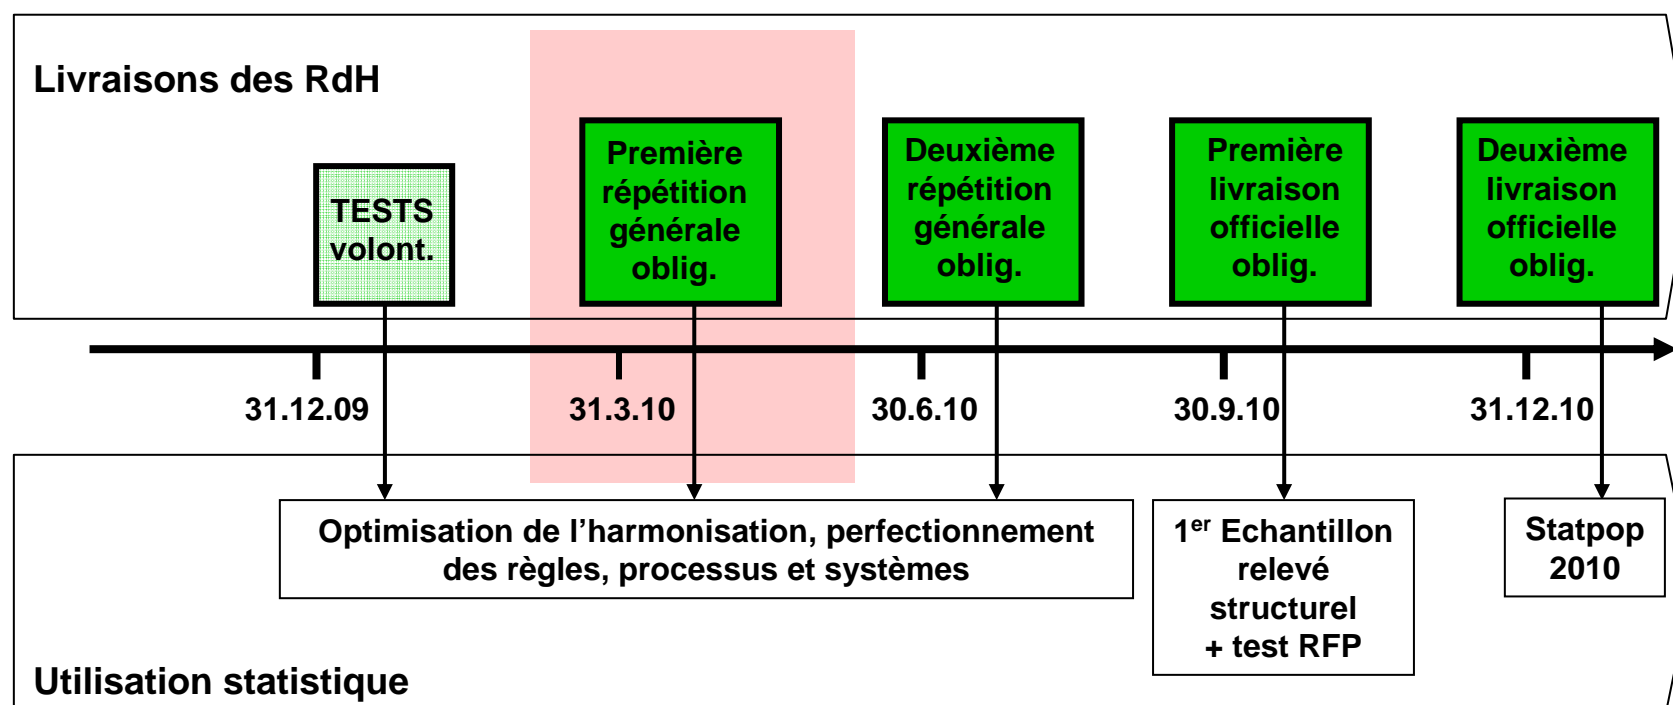 Livraisons des RdH
TESTS
volont.
Première
répétition
générale
oblig.
Deuxième
répétition
générale
oblig.
Première
livraison
officielle
oblig.
Deuxième
livraison
officielle
oblig.
31.12.09
31.3.10
30.6.10
30.9.10
31.12.10
Optimisation de l’harmonisation, perfectionnement
des règles, processus et systèmes
1er Echantillon
relevé
structurel
+ test RFP
Statpop
2010
Utilisation statistique